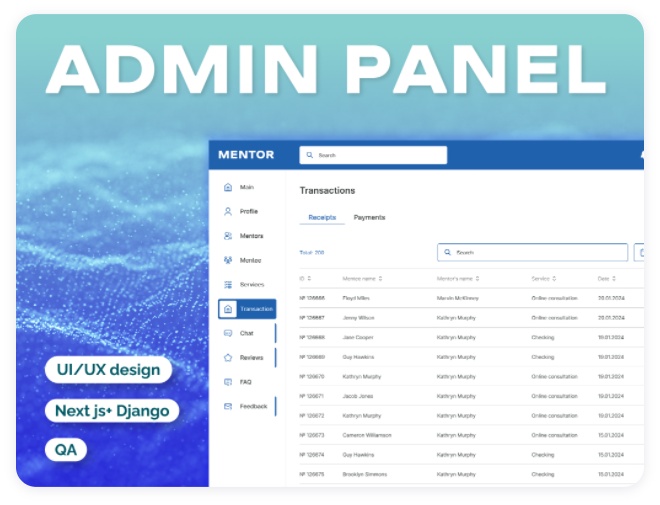 ADMIN PANEL
MENTOR
Search
Main
Profile
Mentors
Mentee
Services
Transaction
Chat
Reviews
FAQ
Feedback
Transactions
Receipts Payments
Total: 208
Search
ID Mentee name Mentor's name Service Date
Nº 126666 Floyd Miles Marvin McKinney Online consultation 20.01.2024
Nº 126667 Jenny Wilson Kathryn Murphy Online consultation 20.01.2024
Nº 126668 Jane Cooper Kathryn Murphy Checking 19.01.2024
Nº 126669 Guy Hawkins Kathryn Murphy Checking 19.01.2024
Nº 126670 Kathryn Murphy Kathryn Murphy Online consultation 19.01.2024
Nº 126671 Jacob Jones Kathryn Murphy Online consultation 19.01.2024
Nº 126672 Kathryn Murphy Kathryn Murphy Online consultation 19.01.2024
Nº 126673 Cameron Williamson Kathryn Murphy Online consultation 15.01.2024
Nº 126674 Guy Hawkins Kathryn Murphy Checking 15.01.2024
Nº 126675 Brooklyn Simmons Kathryn Murphy Checking 15.01.2024
UI/UX design
Next js+ Django
QA